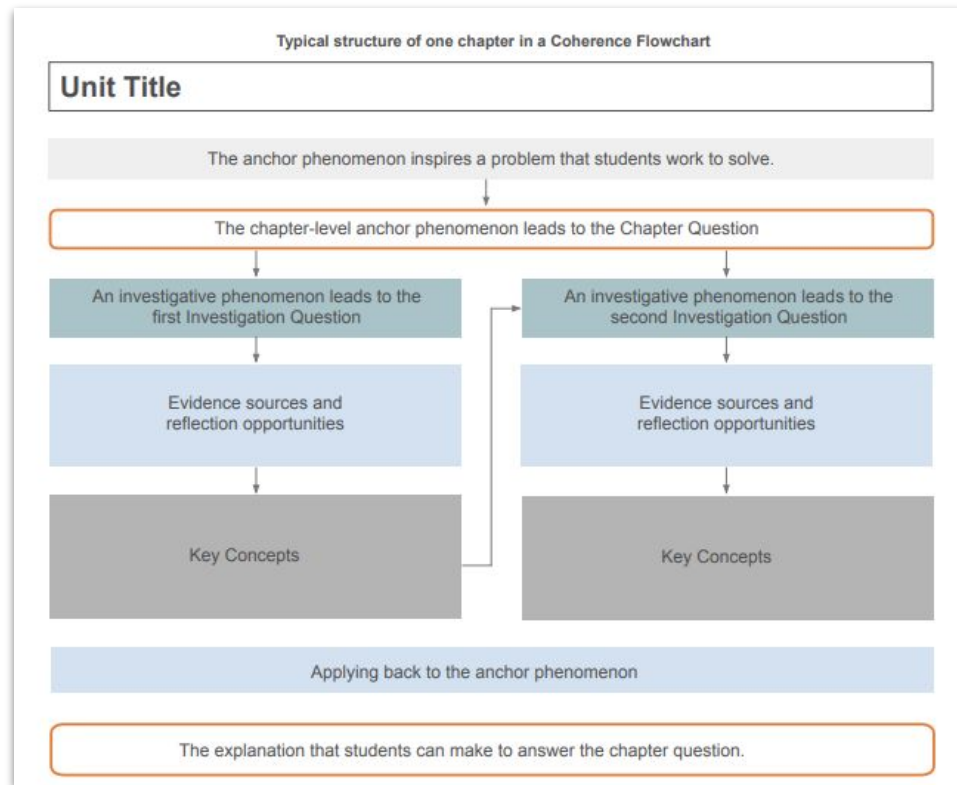 Typical structure of one chapter in a Coherence Flowchart
Unit Title
The anchor phenomenon inspires a problem that students work to solve.
The chapter-level anchor phenomenon leads to the Chapter Question
An investigative phenomenon leads to the
first Investigation Question
Evidence sources and
reflection opportunities
Key Concepts
An investigative phenomenon leads to the
second Investigation Question
Evidence sources and
reflection opportunities
Key Concepts
Applying back to the anchor phenomenon
The explanation that students can make to answer the chapter question.